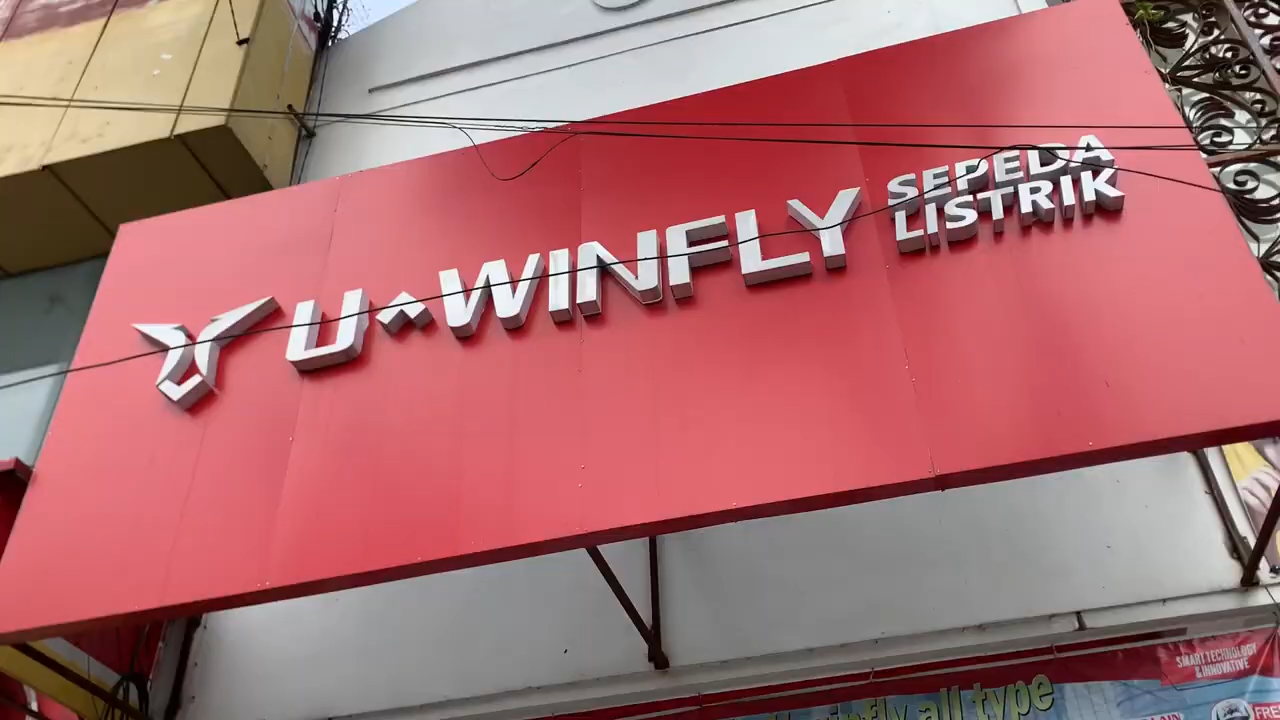 U^WINFLY
SEPEDA
LISTRIK
SMART TECHNOLOGY
& INNOVATIVE
all type